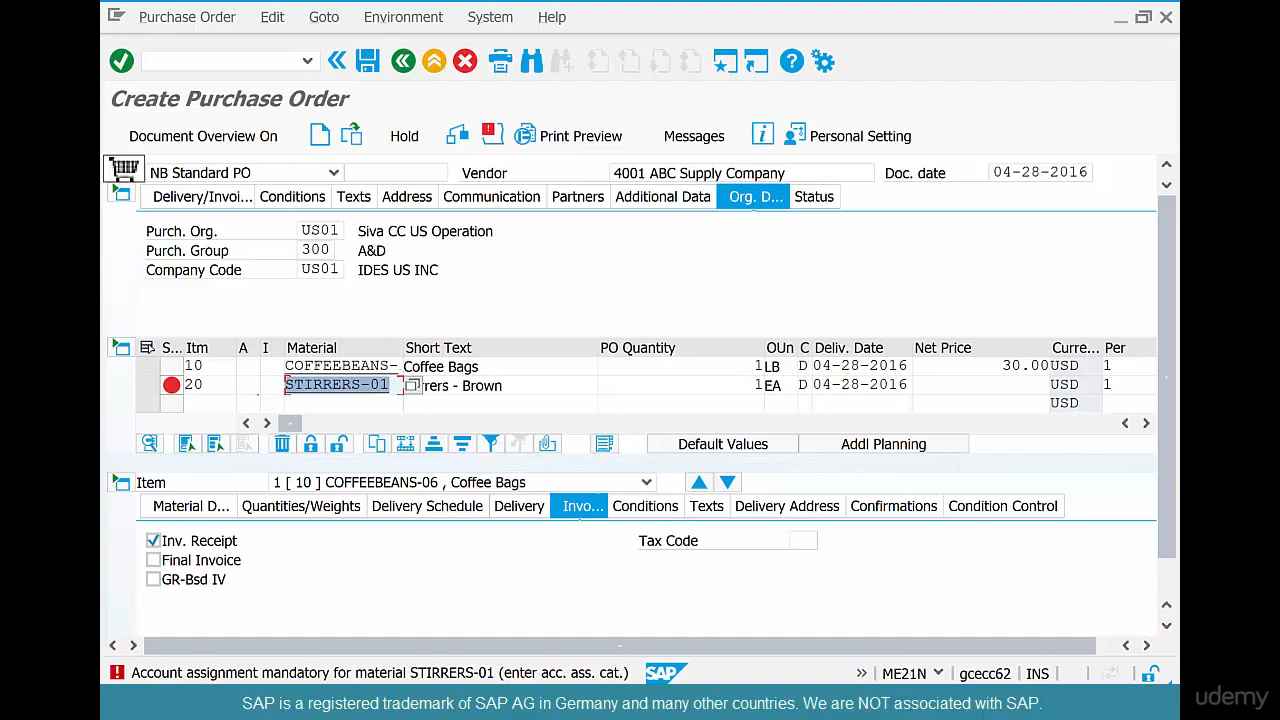 Purchase Order Edit Goto Environment System Help
Create Purchase Order
Document Overview On Hold Print Preview Messages Personal Setting
NB Standard PO Vendor 4001 ABC Supply Company Doc. date 04-28-2016
Delivery/Invoi... Conditions Texts Address Communication Partners Additional Data Org. D... Status
Purch. Org. US01 Siva CC US Operation
Purch. Group 300 A&D
Company Code US01 IDES US INC
S... Itm A I Material Short Text PO Quantity OUn C Deliv. Date Net Price Curre... Per
10 COFFEEBEANS- Coffee Bags 1 LB D 04-28-2016 30.00 USD 1
20 STIRRERS-01 rers - Brown 1 EA D 04-28-2016 USD 1
USD
Default Values Addl Planning
Item 1 [ 10 ] COFFEEBEANS-06 , Coffee Bags
Material D... Quantities/Weights Delivery Schedule Delivery Invo... Conditions Texts Delivery Address Confirmations Condition Control
Inv. Receipt Tax Code
Final Invoice
GR-Bsd IV
Account assignment mandatory for material STIRRERS-01 (enter acc. ass. cat.) SAP ME21N gcecc62 INS
SAP is a registered trademark of SAP AG in Germany and many other countries. We are NOT associated with SAP.
udemy